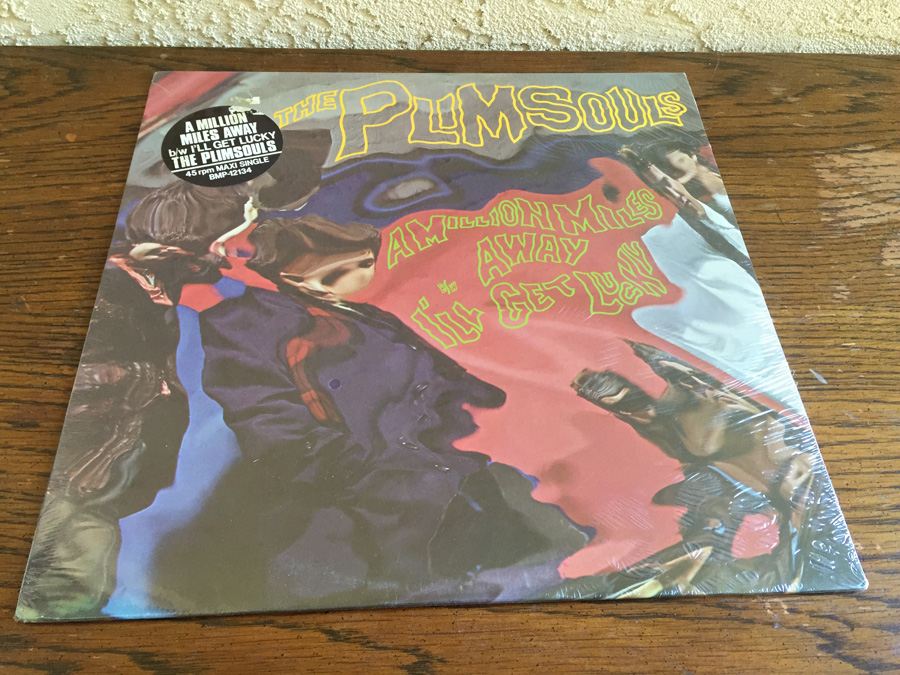 THE PLIMSOULS
A MILLION
MILES AWAY
b/w I'LL GET LUCKY
THE PLIMSOULS
45 rpm MAXI SINGLE
BMP-12134
A MILLION MILES
AWAY
b/w
I'LL GET LUCKY